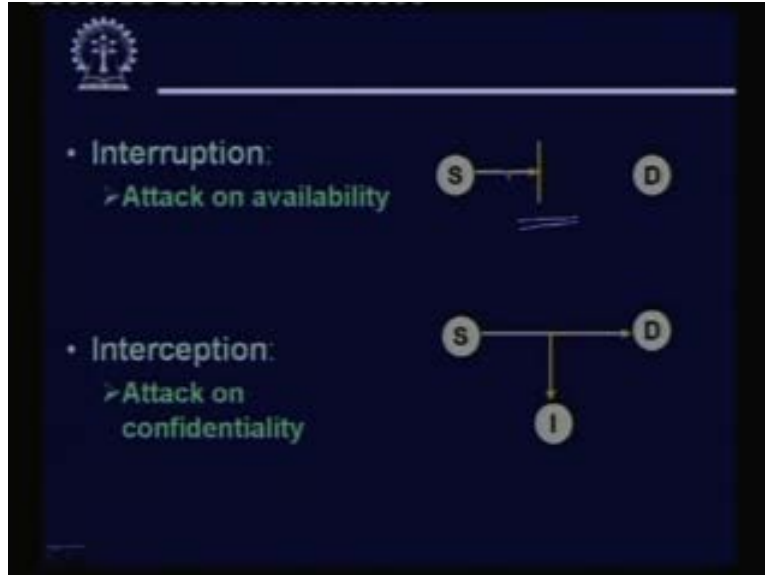 • Interruption:
➢Attack on availability
S D
• Interception:
➢Attack on
confidentiality
S D
I